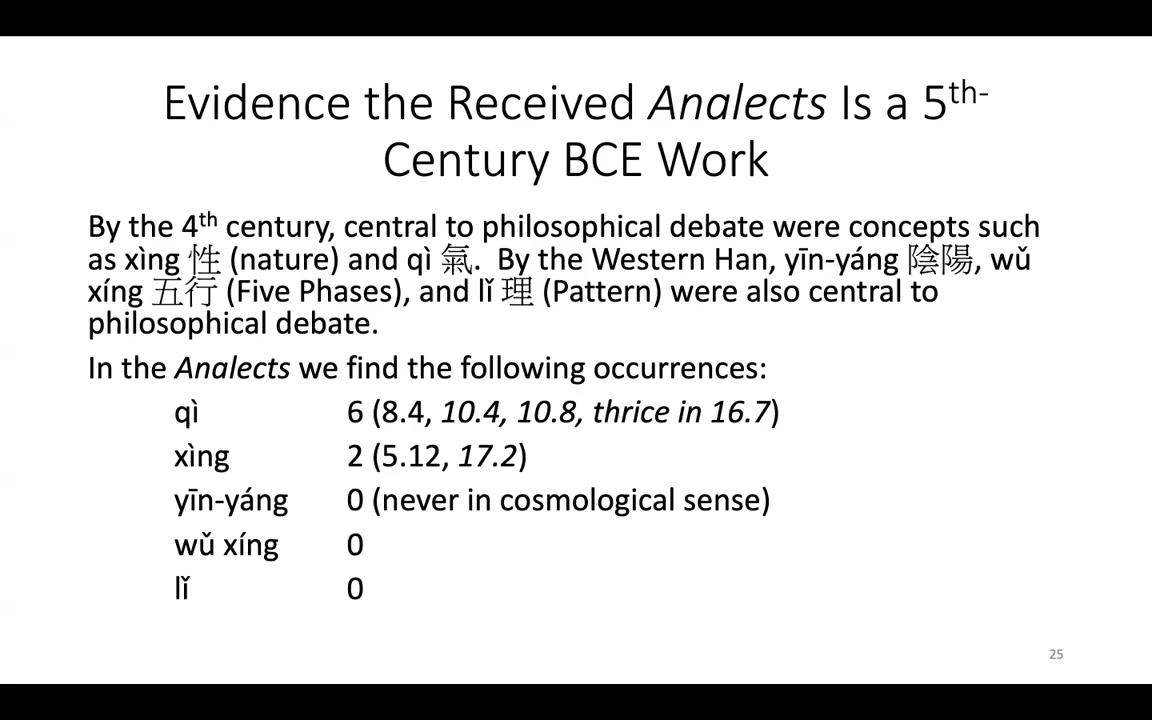 Evidence the Received Analects Is a 5th-
Century BCE Work
By the 4th century, central to philosophical debate were concepts such
as xìng 性 (nature) and qì 氣. By the Western Han, yīn-yáng 陰陽, wǔ
xíng 五行 (Five Phases), and lǐ 理 (Pattern) were also central to
philosophical debate.
In the Analects we find the following occurrences:
qì 6 (8.4, 10.4, 10.8, thrice in 16.7)
xìng 2 (5.12, 17.2)
yīn-yáng 0 (never in cosmological sense)
wǔ xíng 0
lǐ 0
25